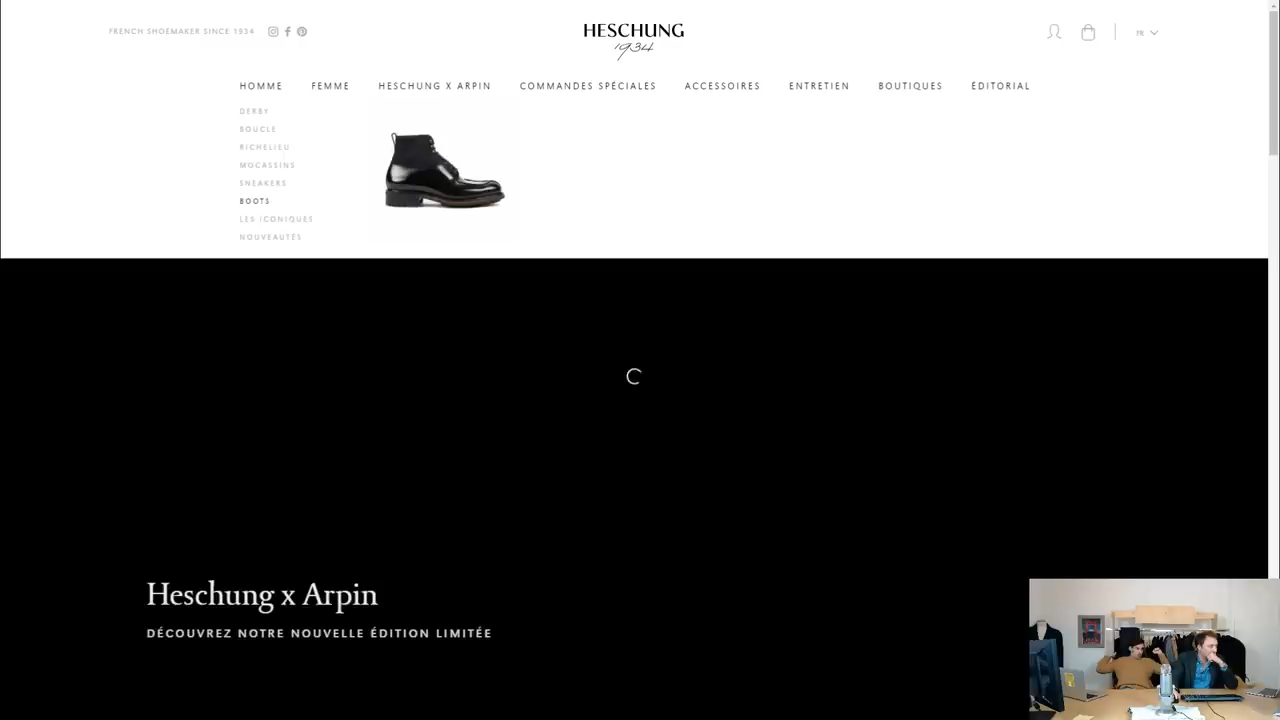 FRENCH SHOEMAKER SINCE 1934
HESCHUNG
1934
FR
HOMME FEMME HESCHUNG X ARPIN COMMANDES SPÉCIALES ACCESSOIRES ENTRETIEN BOUTIQUES ÉDITORIAL
DERBY
BOUCLE
RICHELIEU
MOCASSINS
SNEAKERS
BOOTS
LES ICONIQUES
NOUVEAUTÉS
Heschung x Arpin
DÉCOUVREZ NOTRE NOUVELLE ÉDITION LIMITÉE